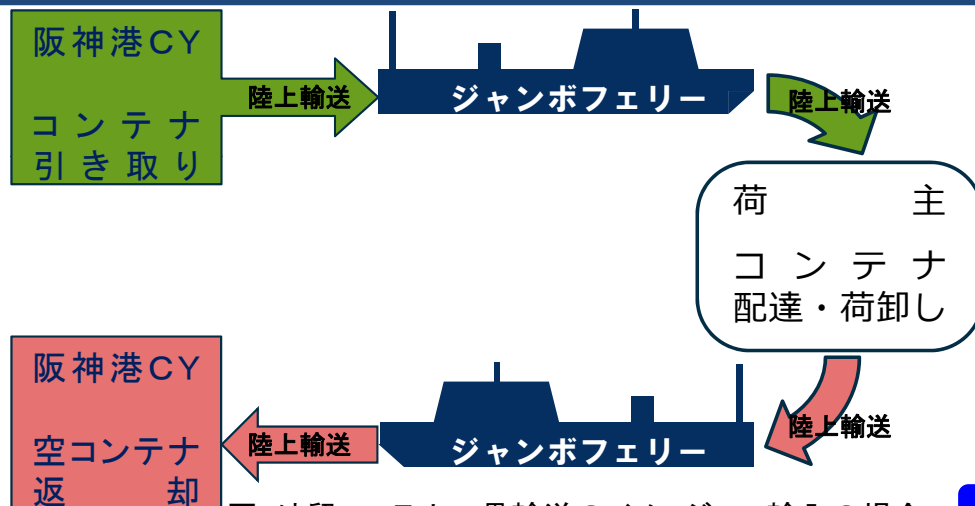 阪神港CY
コンテナ
引き取り
陸上輸送
ジャンボフェリー
陸上輸送
荷主
コンテナ
配達・荷卸し
陸上輸送
ジャンボフェリー
陸上輸送
阪神港CY
空コンテナ
返却